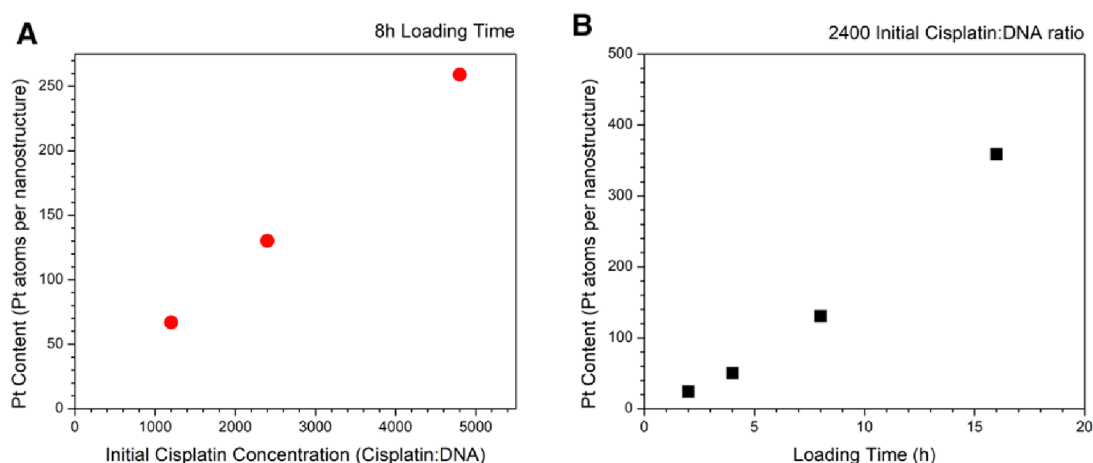 A
8h Loading Time
Pt Content (Pt atoms per nanostructure)
250
200
150
100
50
0
0 1000 2000 3000 4000 5000
Initial Cisplatin Concentration (Cisplatin:DNA)
B
2400 Initial Cisplatin:DNA ratio
Pt Content (Pt atoms per nanostructure)
500
400
300
200
100
0
0 5 10 15 20
Loading Time (h)